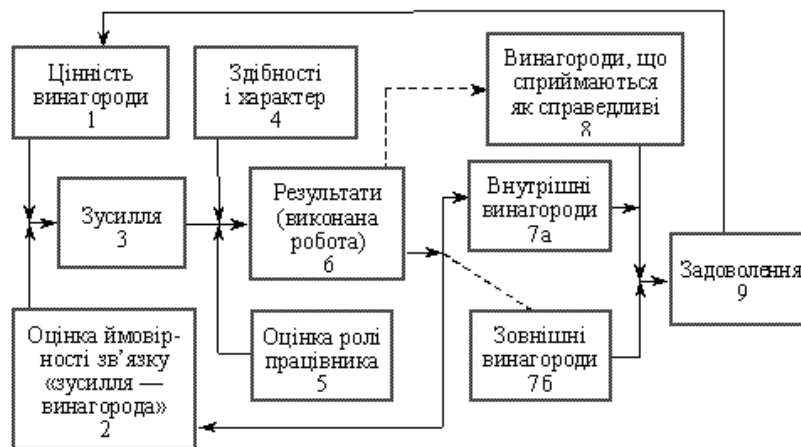 Цінність
винагороди
1
Здібності
і характер
4
Винагороди, що
сприймаються
як справедливі
8
Зусилля
3
Результати
(виконана
робота)
6
Внутрішні
винагороди
7а
Задоволення
9
Оцінка ймовір-
ності зв’язку
«зусилля —
винагорода»
2
Оцінка ролі
працівника
5
Зовнішні
винагороди
7б